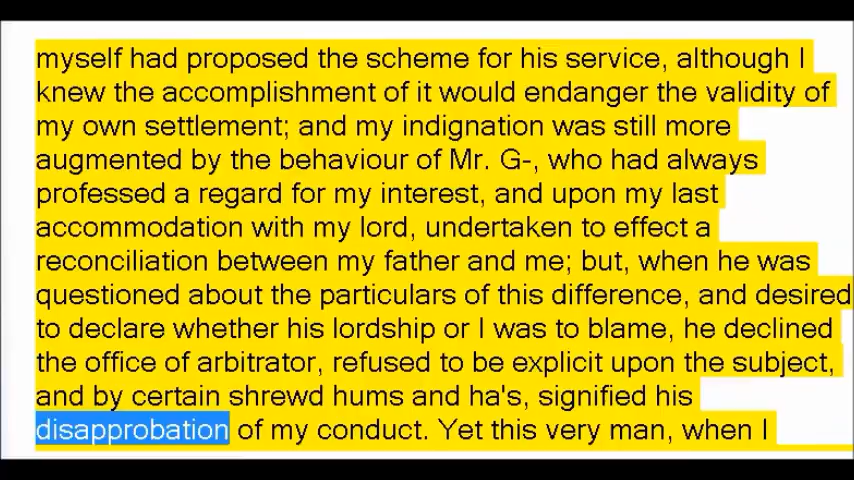 myself had proposed the scheme for his service, although I
knew the accomplishment of it would endanger the validity of
my own settlement; and my indignation was still more
augmented by the behaviour of Mr. G-, who had always
professed a regard for my interest, and upon my last
accommodation with my lord, undertaken to effect a
reconciliation between my father and me; but, when he was
questioned about the particulars of this difference, and desired
to declare whether his lordship or I was to blame, he declined
the office of arbitrator, refused to be explicit upon the subject,
and by certain shrewd hums and ha's, signified his
disapprobation of my conduct. Yet this very man, when I